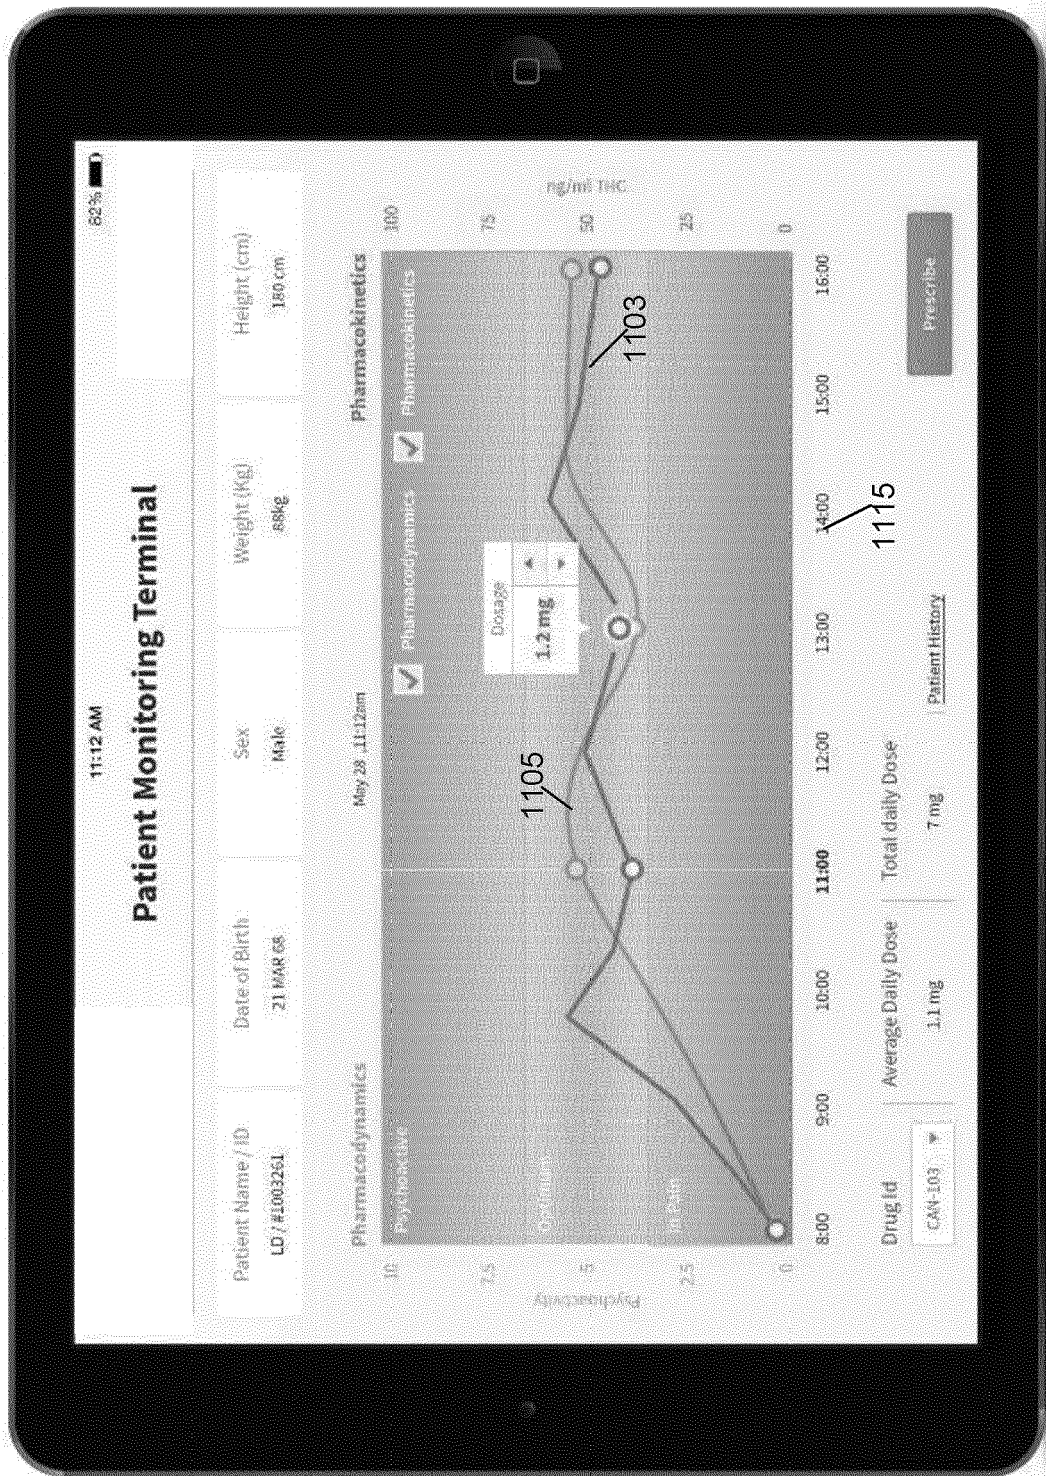 11:12 AM
82%
Patient Monitoring Terminal
Patient Name / ID
Date of Birth
Sex
Weight (Kg)
Height (cm)
LD / #1003261
21 MAR 68
Male
88kg
180 cm
Pharmacodynamics
May 28 ,11:12am
Pharmacokinetics
10
Psychoactive
Pharmacodynamics
Pharmacokinetics
100
7.5
Dosage
75
1.2 mg
Psychoactivity
5
Optimum
1105
1103
50
ng/ml THC
2.5
In Pain
25
0
0
8:00
9:00
10:00
11:00
12:00
13:00
14:00
15:00
16:00
1115
Drug Id
Average Daily Dose
Total daily Dose
CAN-103
1.1 mg
7 mg
Patient History
Prescribe